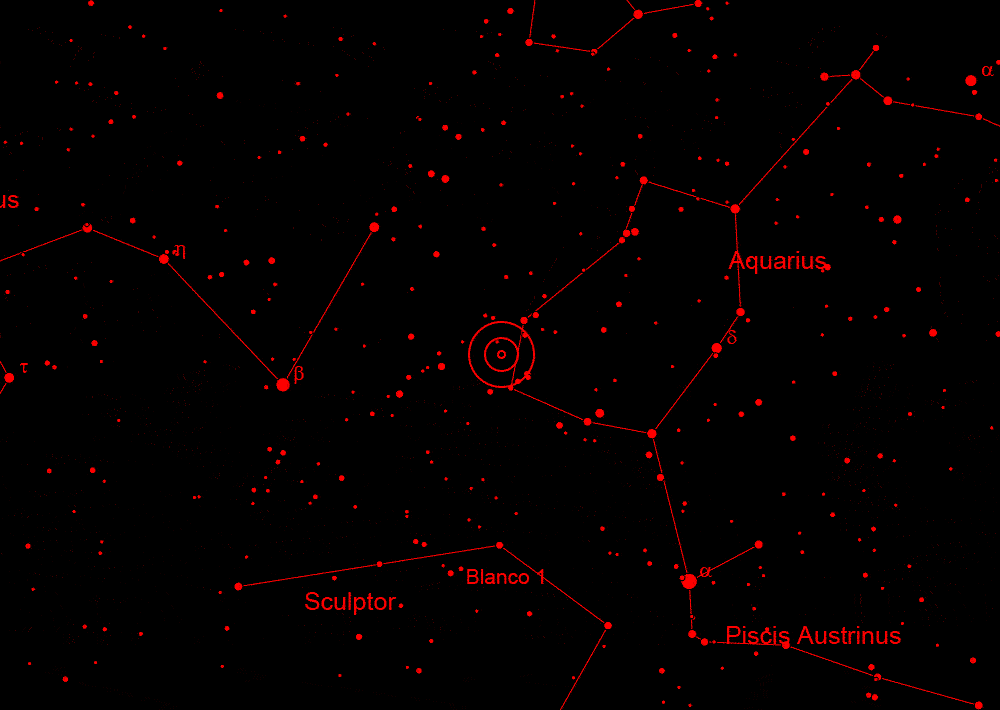 α
us
η
Aquarius
δ
τ
β
α
Blanco 1
Sculptor
Piscis Austrinus